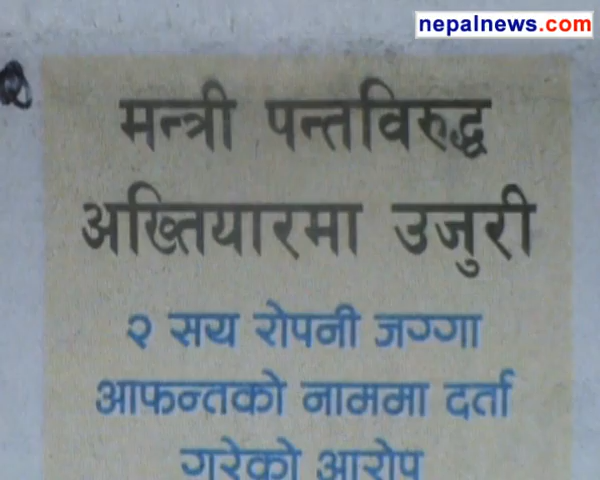 nepalnews.com
मन्त्री पन्तविरुद्ध
अख्तियारमा उजुरी
२ सय रोपनी जग्गा
आफन्तको नाममा दर्ता
गरेको आरोप